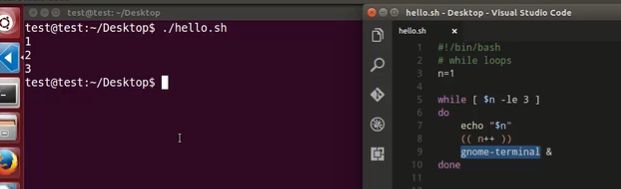 test@test: ~/Desktop
test@test:~/Desktop$ ./hello.sh
1
2
3
test@test:~/Desktop$
hello.sh - Desktop - Visual Studio Code
hello.sh
1 #!/bin/bash
2 # while loops
3 n=1
4
5 while [ $n -le 3 ]
6 do
7 echo "$n"
8 (( n++ ))
9 gnome-terminal &
10 done
11